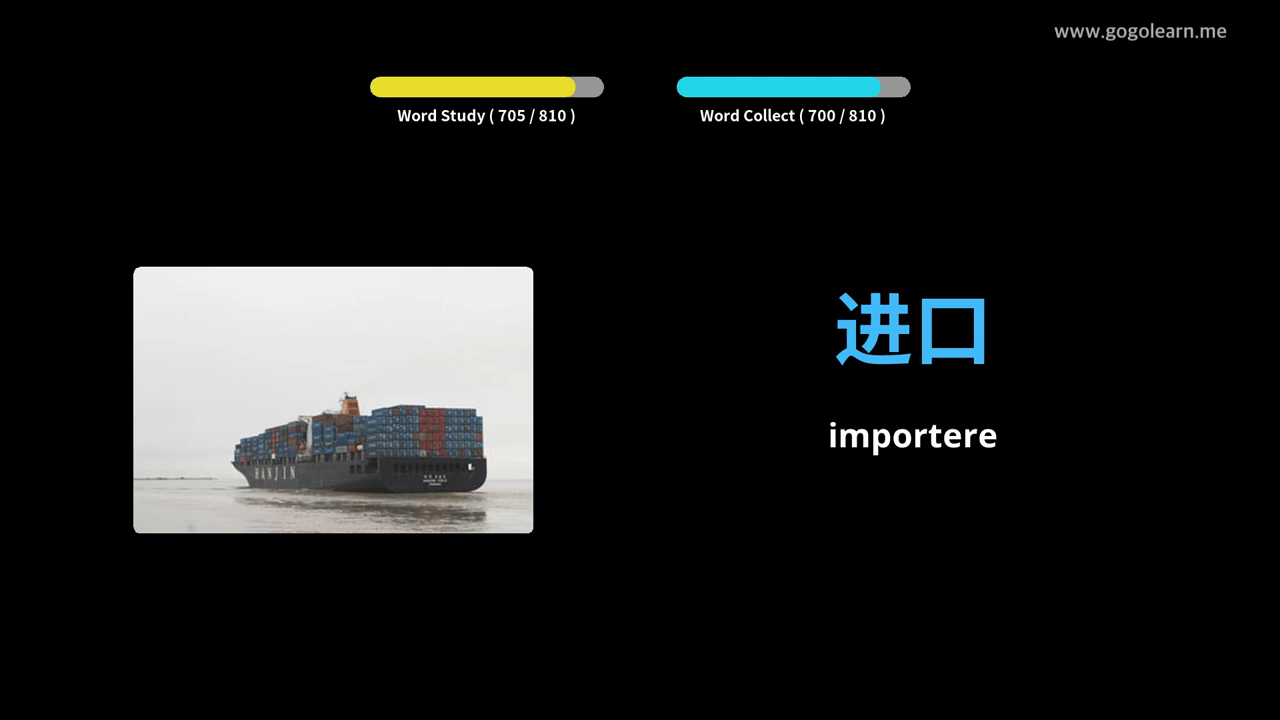 www.gogolearn.me
Word Study ( 705 / 810 )
Word Collect ( 700 / 810 )
进口
importere
HANJIN